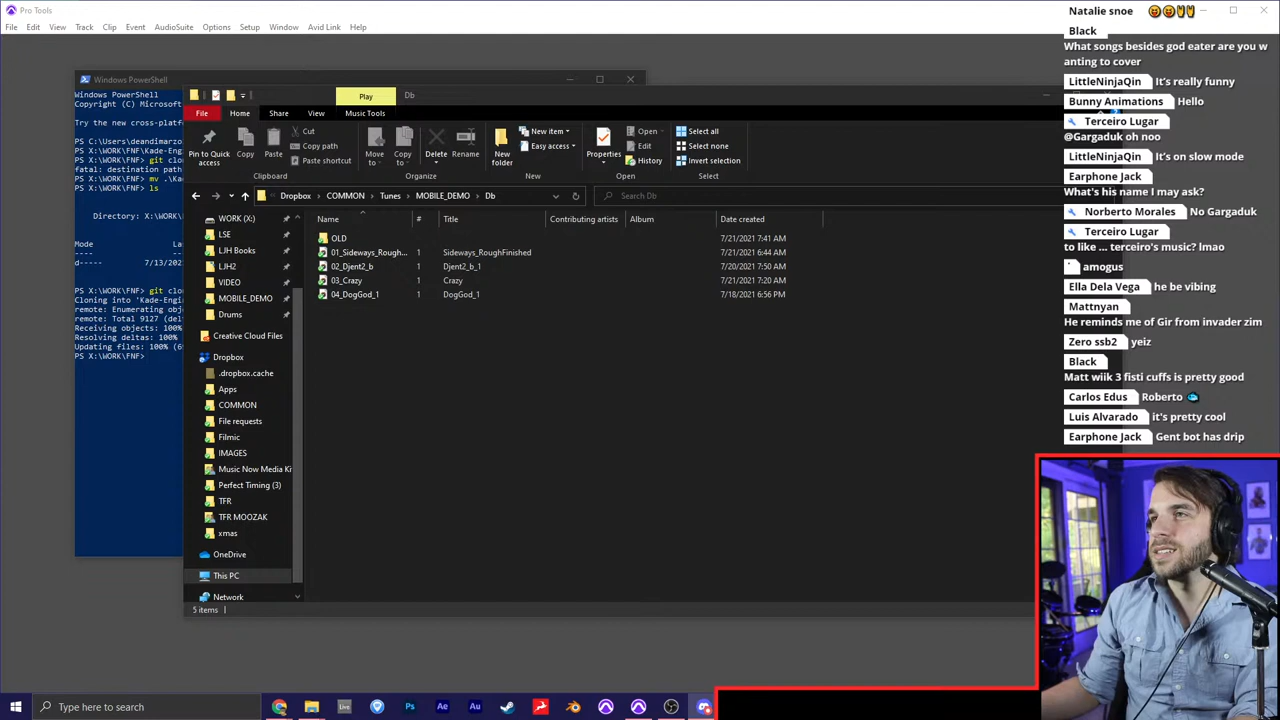 Pro Tools
File Edit View Track Clip Event AudioSuite Options Setup Window Avid Link Help
Windows PowerShell
Windows PowerShell
Copyright (C) Microsoft
Try the new cross-platf
PS C:\Users\deandimarzo
PS X:\WORK\FNF\Kade-Eng
git clo
fatal: destination pat
PS X:\WORK\FNF> mv .\Ka
PS X:\WORK\FNF> ls
Directory: X:\WORK\F
Mode La
---- --
d----- 7/13/202
PS X:\WORK\FNF> git clo
Cloning into 'Kade-Engi
remote: Enumerating obj
remote: Total 9127 (delt
Receiving objects: 100%
Resolving deltas: 100%
Updating files: 100% (6
PS X:\WORK\FNF>
Play Db
File Home Share View Music Tools
Pin to Quick access
Copy
Paste
Cut
Copy path
Paste shortcut
Clipboard
Move to
Copy to
Delete
Rename
Organize
New folder
New item
Easy access
New
Properties
Open
Edit
History
Open
Select all
Select none
Invert selection
Select
Dropbox > COMMON > Tunes > MOBILE_DEMO > Db
Search Db
Name # Title Contributing artists Album Date created
OLD 7/21/2021 7:41 AM
01_Sideways_Rough... 1 Sideways_RoughFinished 7/21/2021 6:44 AM
02_Djent2_b 1 Djent2_b_1 7/20/2021 7:50 AM
03_Crazy 1 Crazy 7/21/2021 7:20 AM
04_DogGod_1 1 DogGod_1 7/18/2021 6:56 PM
WORK (X:)
LSE
LJH Books
LJH2
VIDEO
MOBILE_DEMO
Drums
Creative Cloud Files
Dropbox
.dropbox.cache
Apps
COMMON
File requests
Filmic
IMAGES
Music Now Media Ki
Perfect Timing (3)
TFR
TFR MOOZAK
xmas
OneDrive
This PC
Network
5 items
Natalie snoe 😝😝🤘🤘
Black
What songs besides god eater are you w
anting to cover
LittleNinjaQin It's really funny
Bunny Animations Hello
Terceiro Lugar
@Gargaduk oh noo
LittleNinjaQin It's on slow mode
Earphone Jack
What's his name I may ask?
Norberto Morales No Gargaduk
Terceiro Lugar
to like ... terceiro's music? lmao
amogus
Ella Dela Vega he be vibing
Mattnyan
He reminds me of Gir from invader zim
Zero ssb2 yeiz
Black
Matt wiik 3 fisti cuffs is pretty good
Carlos Edus Roberto 🐟
Luis Alvarado it's pretty cool
Earphone Jack Gent bot has drip
Type here to search
Live
Ps
Ae
Au